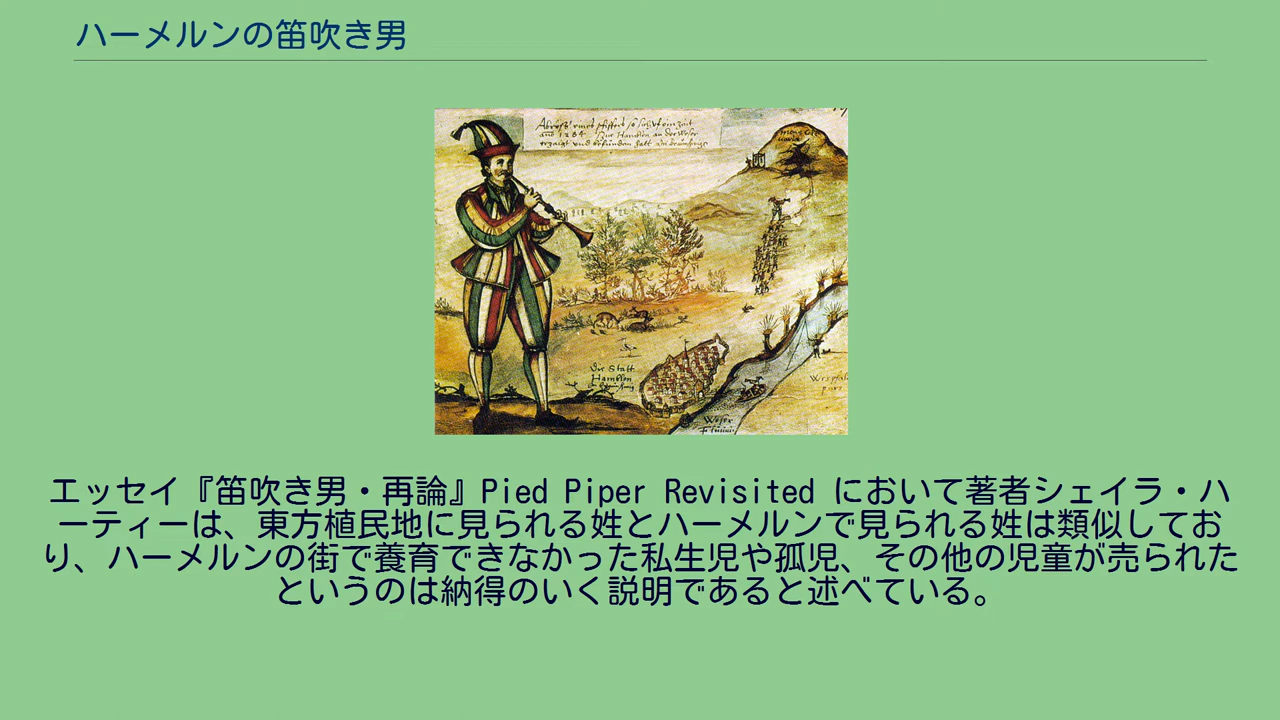 ハーメルンの笛吹き男
Die Statt
Hamblen
Weser
エッセイ『笛吹き男・再論』Pied Piper Revisited において著者シェイラ・ハ
ーティーは、東方植民地に見られる姓とハーメルンで見られる姓は類似してお
り、ハーメルンの街で養育できなかった私生児や孤児、その他の児童が売られた
というのは納得のいく説明であると述べている。